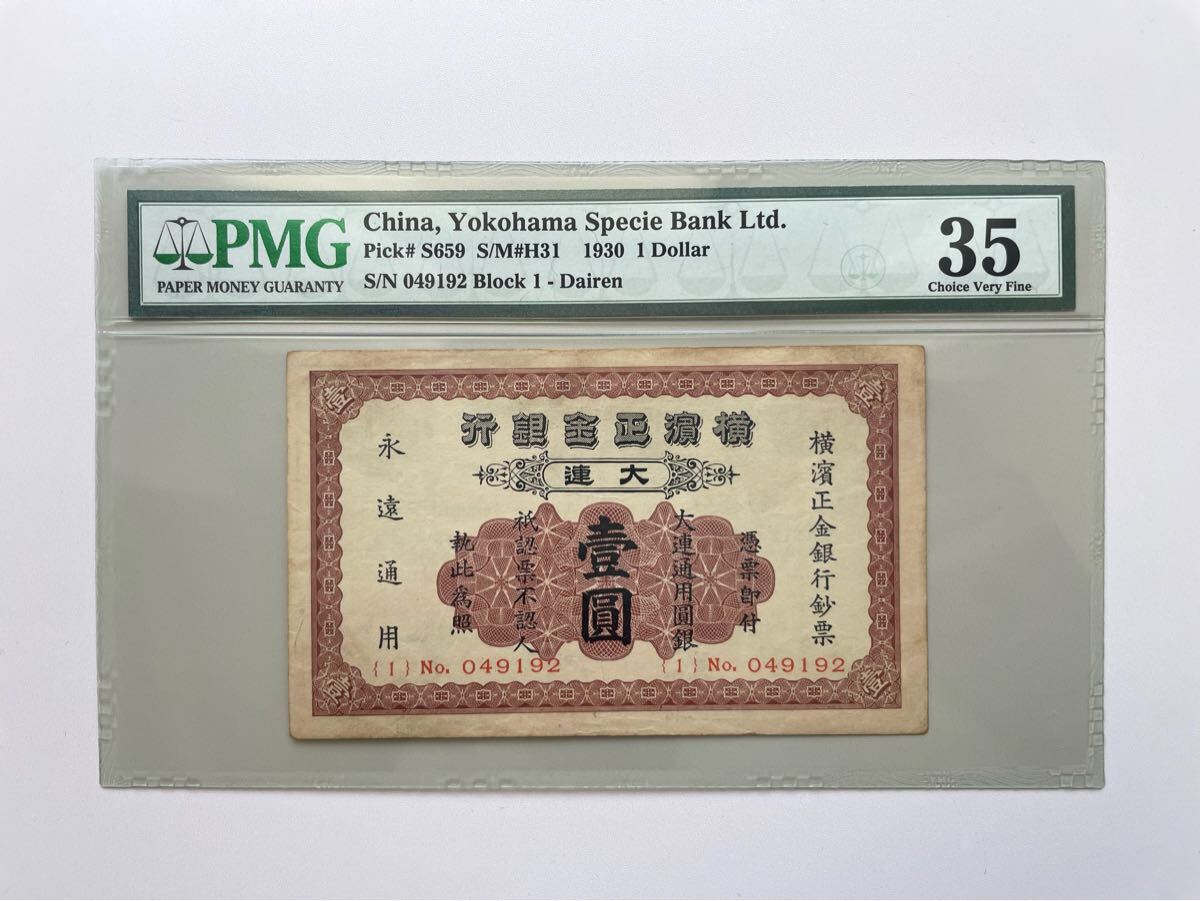 PMG
PAPER MONEY GUARANTY
China, Yokohama Specie Bank Ltd.
Pick# S659 S/M#H31 1930 1 Dollar
S/N 049192 Block 1 - Dairen
35
Choice Very Fine
行銀金正濱橫
連大
橫濱正金銀行鈔票
憑票卽付
大連通用圓銀
壹圓
祇認票不認人
執此爲照
永遠通用
{1} No. 049192
{1} No. 049192
壹
壹
壹
壹